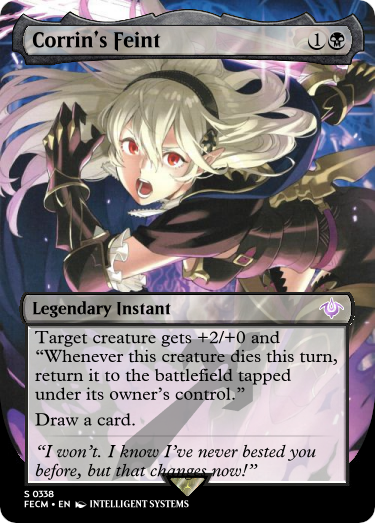 Corrin's Feint 1
Legendary Instant
Target creature gets +2/+0 and
“Whenever this creature dies this turn,
return it to the battlefield tapped
under its owner’s control.”
Draw a card.
“I won’t. I know I’ve never bested you
before, but that changes now!”
S 0338
FECM • EN INTELLIGENT SYSTEMS